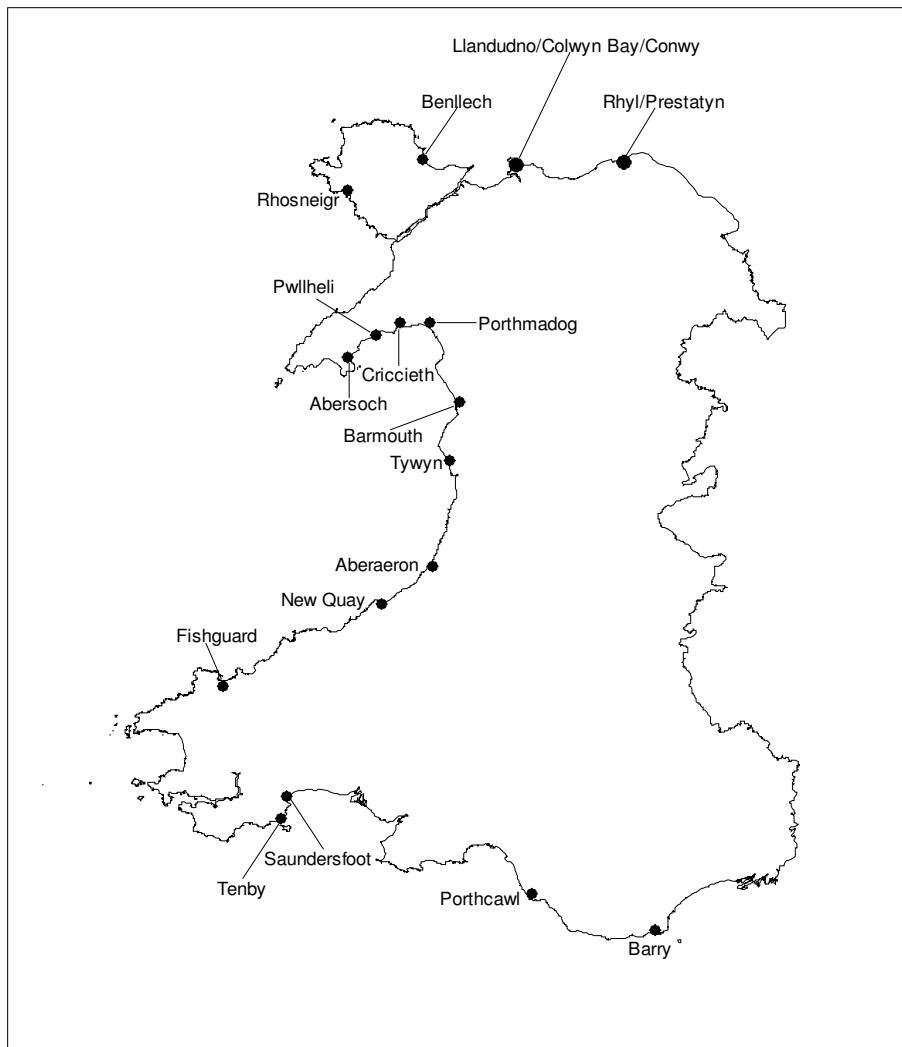 Llandudno/Colwyn Bay/Conwy
Benllech
Rhyl/Prestatyn
Rhosneigr
Pwllheli
Porthmadog
Criccieth
Abersoch
Barmouth
Tywyn
Aberaeron
New Quay
Fishguard
Saundersfoot
Tenby
Porthcawl
Barry